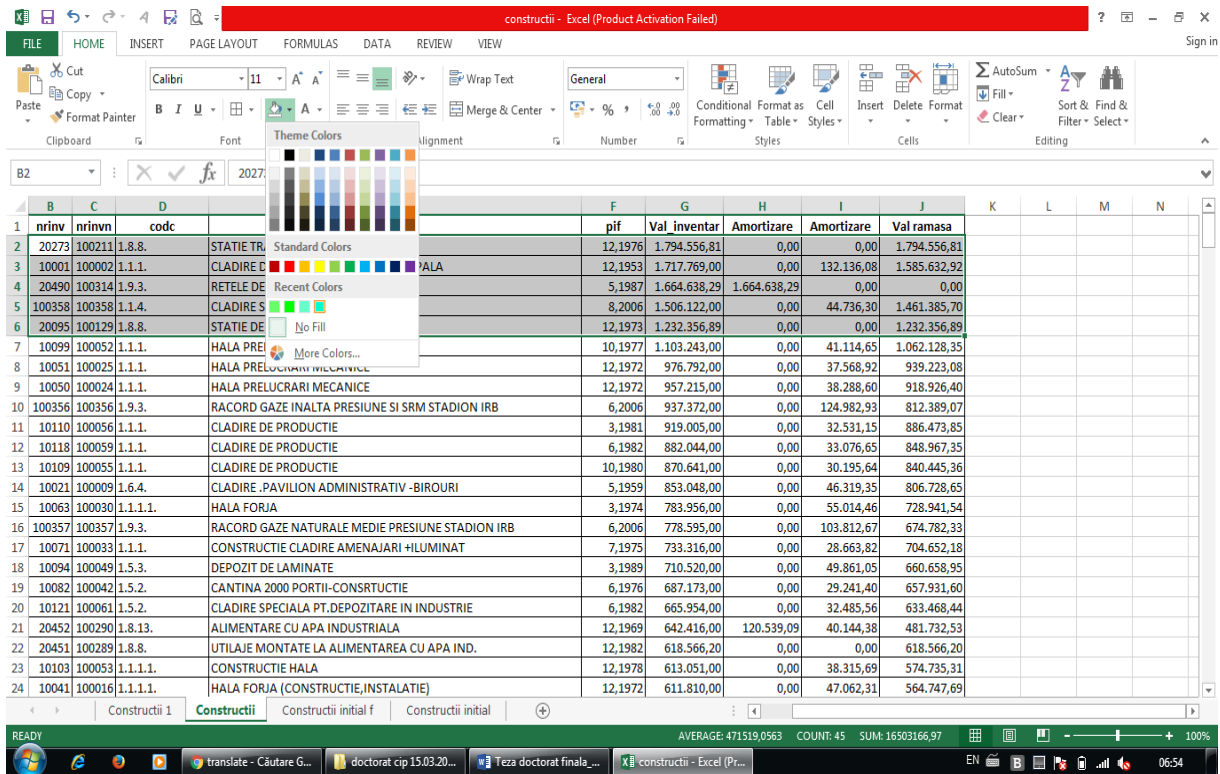 constructii - Excel (Product Activation Failed)
FILE HOME INSERT PAGE LAYOUT FORMULAS DATA REVIEW VIEW Sign in
Paste Cut Copy Format Painter
Calibri 11
B I U
Wrap Text
Merge & Center
General
%
Conditional Formatting Format as Table Cell Styles
Insert Delete Format
AutoSum Fill Clear
Sort & Filter Find & Select
Clipboard Font Alignment Number Styles Cells Editing
Theme Colors
Standard Colors
Recent Colors
No Fill
More Colors...
B2 fx
B C D F G H I J K L M N
1 nrinv nrinvn codc pif Val_inventar Amortizare Amortizare Val ramasa
2 20273 100211 1.8.8. 12,1976 1.794.556,81 0,00 0,00 1.794.556,81
3 10001 100002 1.1.1. 12,1953 1.717.769,00 0,00 132.136,08 1.585.632,92
4 20490 100314 1.9.3. RETELE DE 5,1987 1.664.638,29 1.664.638,29 0,00 0,00
5 100358 100358 1.1.4. CLADIRE S 8,2006 1.506.122,00 0,00 44.736,30 1.461.385,70
6 20095 100129 1.8.8. STATIE DE 12,1973 1.232.356,89 0,00 0,00 1.232.356,89
7 10099 100052 1.1.1. HALA 10,1977 1.103.243,00 0,00 41.114,65 1.062.128,35
8 10051 100025 1.1.1. HALA PRELUCRARI MECANICE 12,1972 976.792,00 0,00 37.568,92 939.223,08
9 10050 100024 1.1.1. HALA PRELUCRARI MECANICE 12,1972 957.215,00 0,00 38.288,60 918.926,40
10 100356 100356 1.9.3. RACORD GAZE INALTA PRESIUNE SI SRM STADION IRB 6,2006 937.372,00 0,00 124.982,93 812.389,07
11 10110 100056 1.1.1. CLADIRE DE PRODUCTIE 3,1981 919.005,00 0,00 32.531,15 886.473,85
12 10118 100059 1.1.1. CLADIRE DE PRODUCTIE 6,1982 882.044,00 0,00 33.076,65 848.967,35
13 10109 100055 1.1.1. CLADIRE DE PRODUCTIE 10,1980 870.641,00 0,00 30.195,64 840.445,36
14 10021 100009 1.6.4. CLADIRE .PAVILION ADMINISTRATIV -BIROURI 5,1959 853.048,00 0,00 46.319,35 806.728,65
15 10063 100030 1.1.1.1. HALA FORJA 3,1974 783.956,00 0,00 55.014,46 728.941,54
16 100357 100357 1.9.3. RACORD GAZE NATURALE MEDIE PRESIUNE STADION IRB 6,2006 778.595,00 0,00 103.812,67 674.782,33
17 10071 100033 1.1.1. CONSTRUCTIE CLADIRE AMENAJARI +ILUMINAT 7,1975 733.316,00 0,00 28.663,82 704.652,18
18 10094 100049 1.5.3. DEPOZIT DE LAMINATE 3,1989 710.520,00 0,00 49.861,05 660.658,95
19 10082 100042 1.5.2. CANTINA 2000 PORTII-CONSRTUCTIE 6,1976 687.173,00 0,00 29.241,40 657.931,60
20 10121 100061 1.5.2. CLADIRE SPECIALA PT.DEPOZITARE IN INDUSTRIE 6,1982 665.954,00 0,00 32.485,56 633.468,44
21 20452 100290 1.8.13. ALIMENTARE CU APA INDUSTRIALA 12,1969 642.416,00 120.539,09 40.144,38 481.732,53
22 20451 100289 1.8.8. UTILAJE MONTATE LA ALIMENTAREA CU APA IND. 12,1982 618.566,20 0,00 0,00 618.566,20
23 10103 100053 1.1.1.1. CONSTRUCTIE HALA 12,1978 613.051,00 0,00 38.315,69 574.735,31
24 10041 100016 1.1.1.1. HALA FORJA (CONSTRUCTIE,INSTALATIE) 12,1972 611.810,00 0,00 47.062,31 564.747,69
Constructii 1 Constructii Constructii initial f Constructii initial
READY AVERAGE: 471519,0563 COUNT: 45 SUM: 16503166,97 100%
translate - Căutare G... doctorat cip 15.03.20... Teza doctorat finala_... constructii - Excel (Pr... EN 06:54